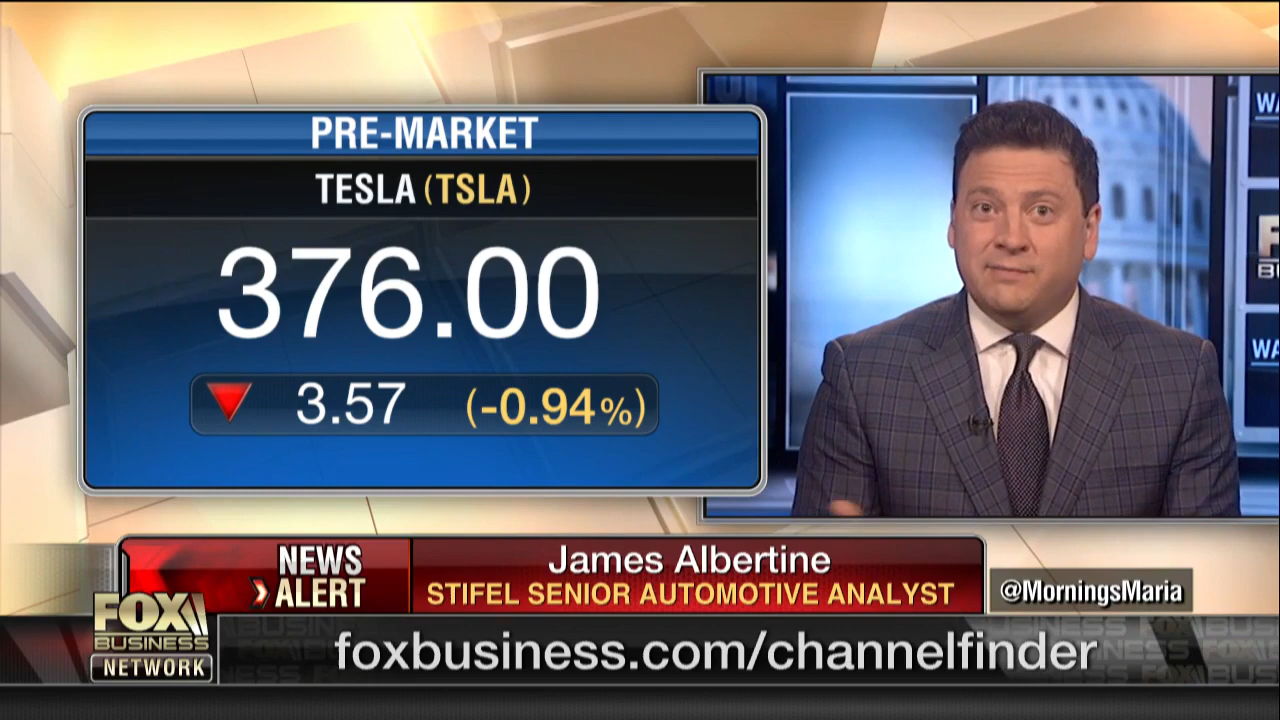 PRE-MARKET
TESLA (TSLA)
376.00
3.57 (-0.94%)
NEWS
ALERT
James Albertine
STIFEL SENIOR AUTOMOTIVE ANALYST
@MorningsMaria
FOX
BUSINESS
NETWORK
foxbusiness.com/channelfinder